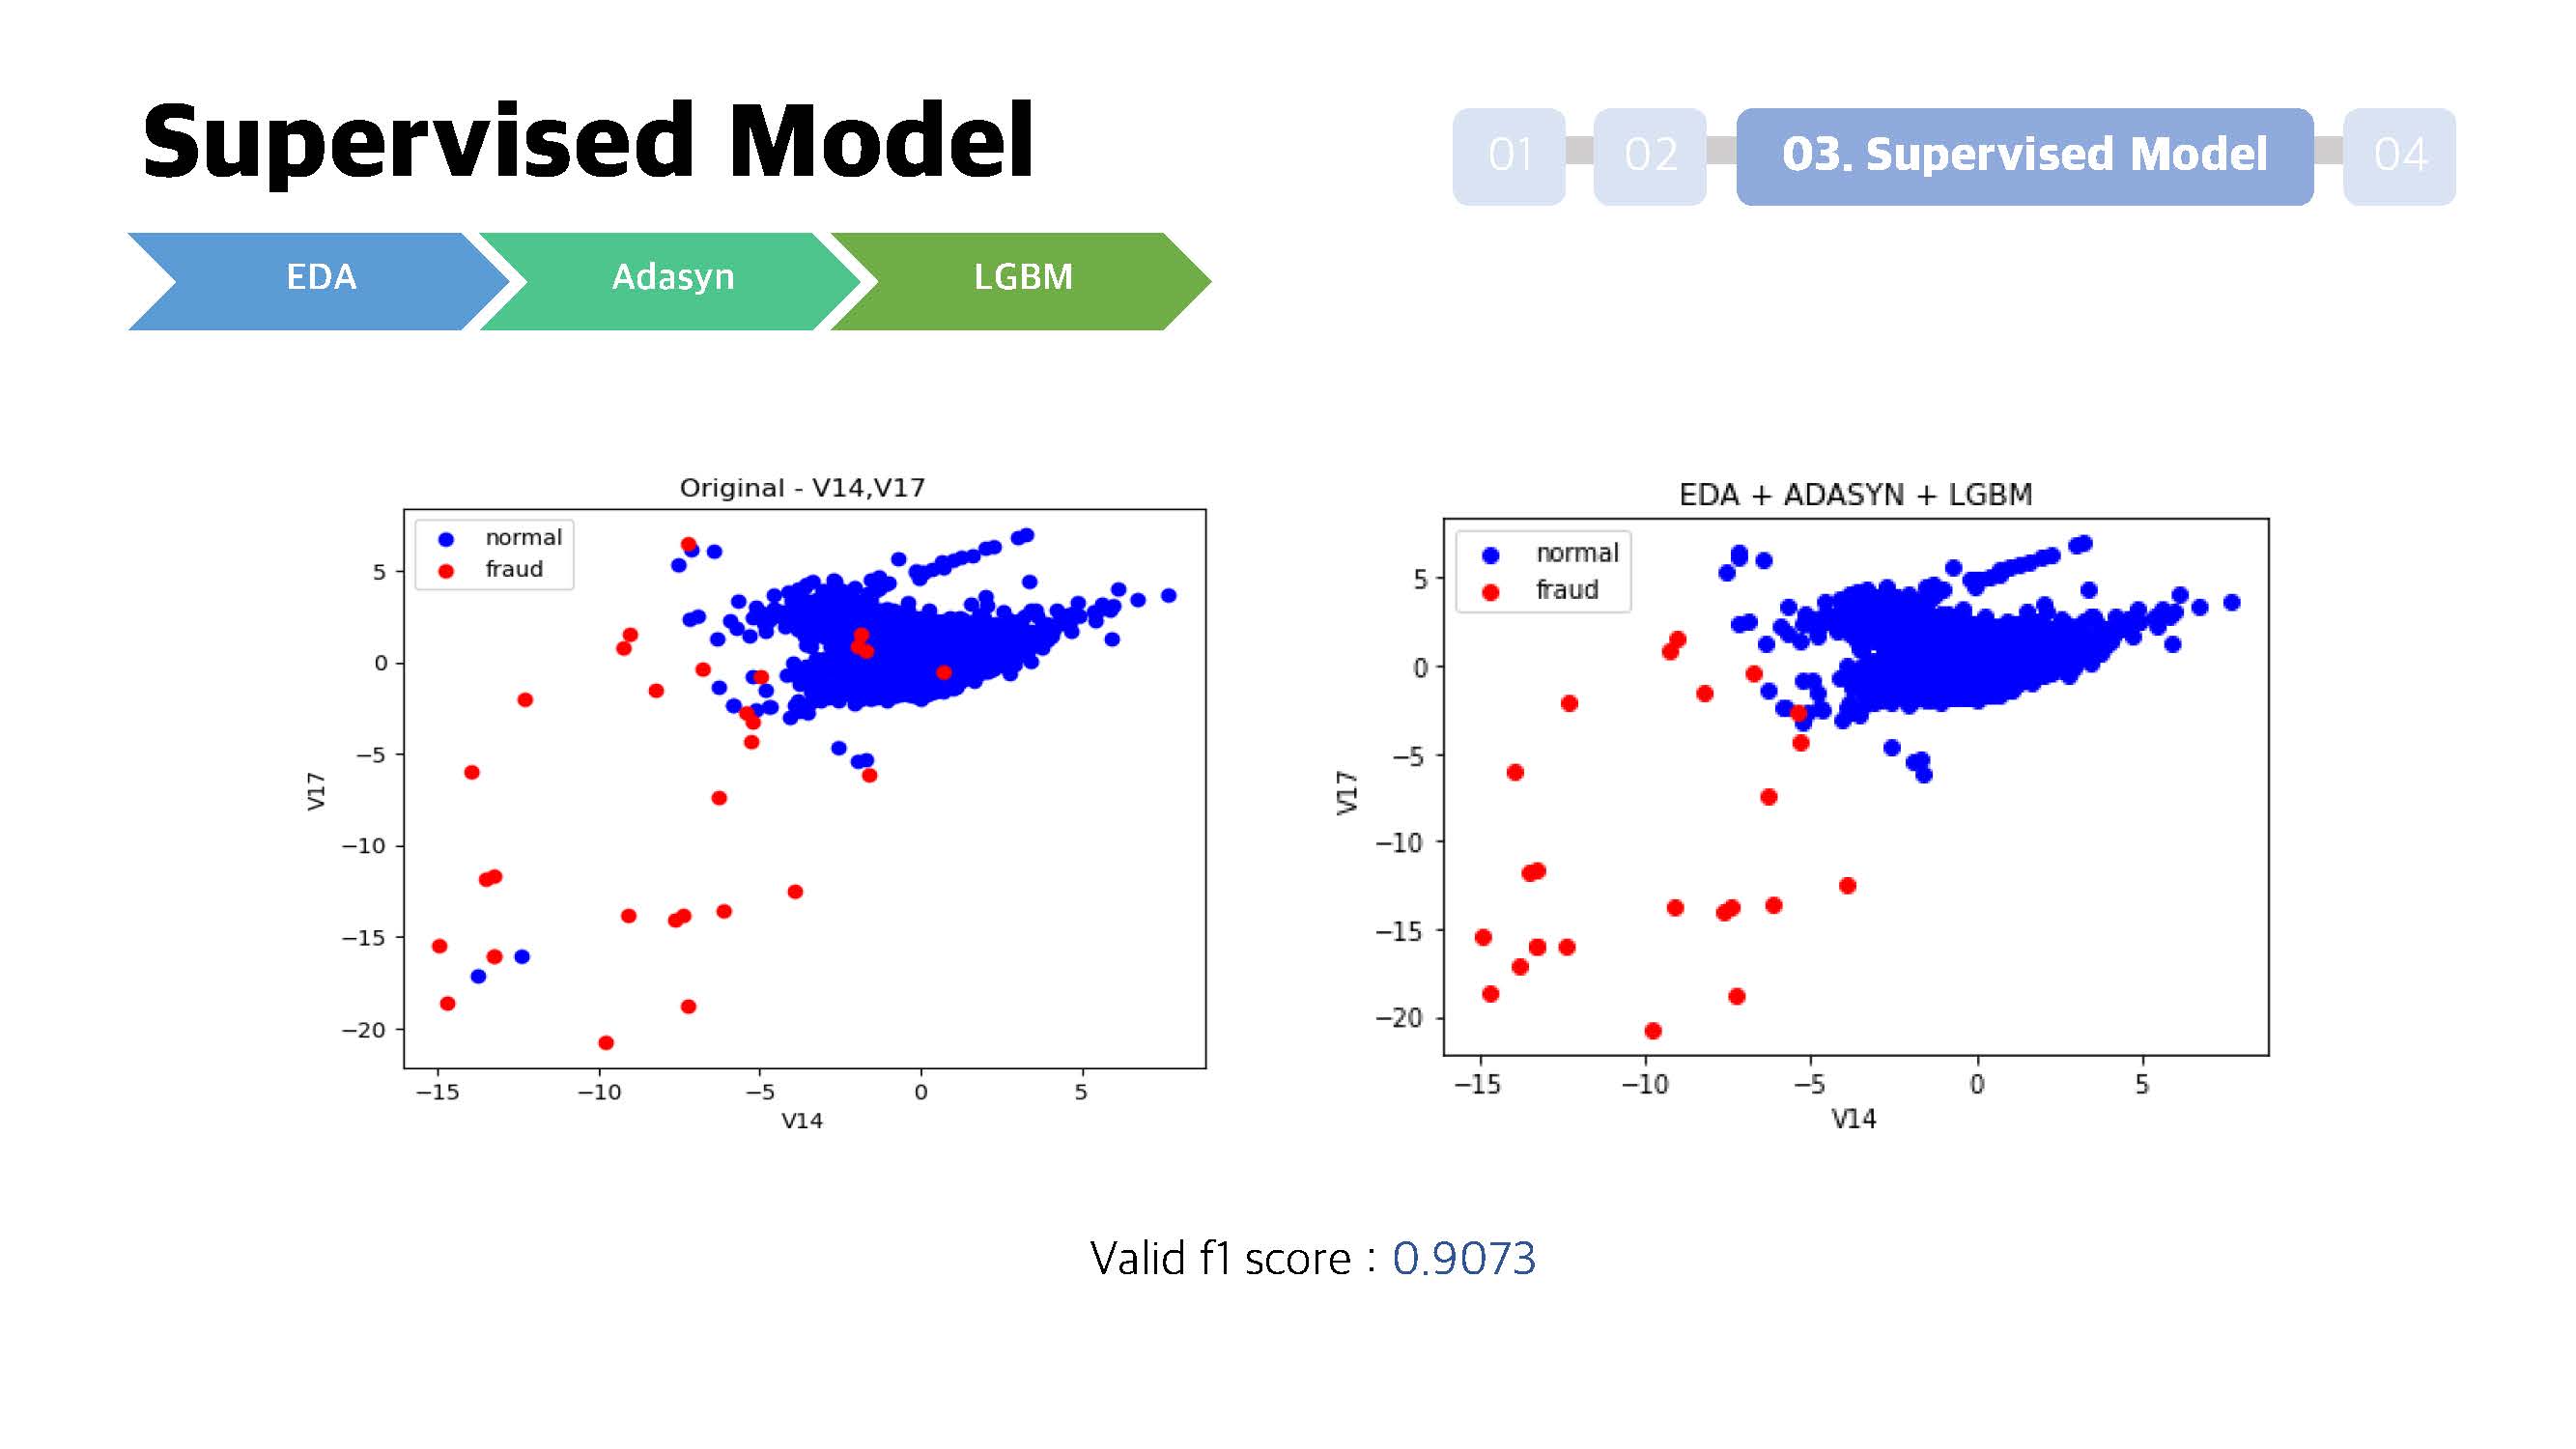 Supervised Model
01
02
03. Supervised Model
04
EDA
Adasyn
LGBM
Original - V14,V17
normal
fraud
5
0
−5
−10
−15
−20
V17
−15
−10
−5
0
5
V14
EDA + ADASYN + LGBM
normal
fraud
5
0
−5
−10
−15
−20
V17
−15
−10
−5
0
5
V14
Valid f1 score : 0.9073